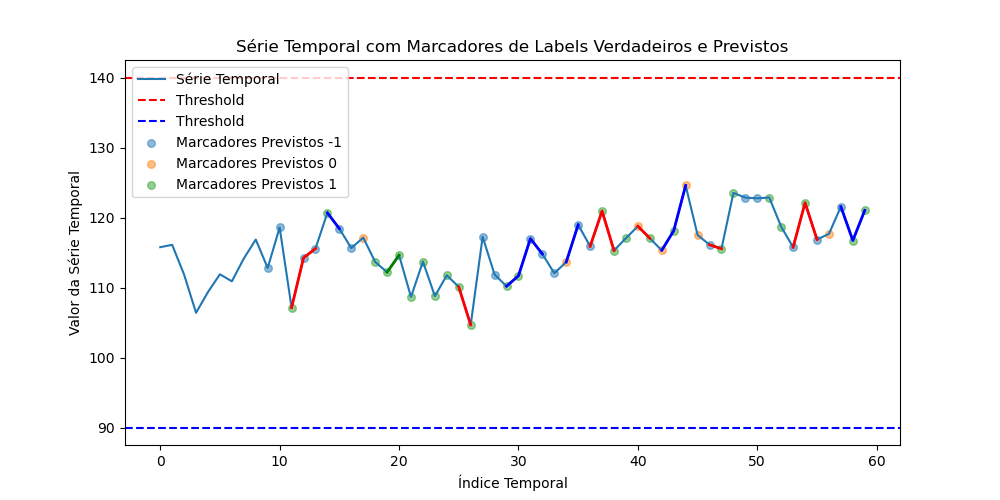 Série Temporal com Marcadores de Labels Verdadeiros e Previstos
Valor da Série Temporal
140
130
120
110
100
90
Série Temporal
Threshold
Threshold
Marcadores Previstos -1
Marcadores Previstos 0
Marcadores Previstos 1
0 10 20 30 40 50 60
Índice Temporal